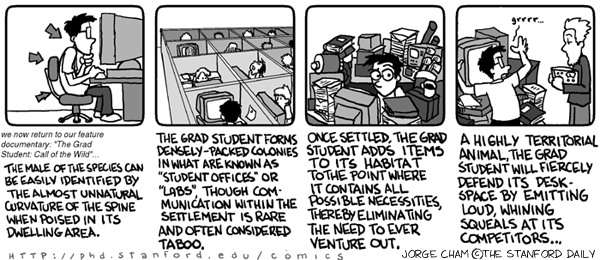 we now return to our feature
documentary: "The Grad
Student: Call of the Wild"...
THE MALE OF THE SPECIES CAN
BE EASILY IDENTIFIED BY
THE ALMOST UNNATURAL
CURVATURE OF THE SPINE
WHEN POISED IN ITS
DWELLING AREA.
THE GRAD STUDENT FORMS
DENSELY-PACKED COLONIES
IN WHAT ARE KNOWN AS
"STUDENT OFFICES" OR
"LABS", THOUGH COM-
MUNICATION WITHIN THE
SETTLEMENT IS RARE
AND OFTEN CONSIDERED
TABOO.
ONCE SETTLED, THE GRAD
STUDENT ADDS ITEMS
TO ITS HABITAT
TO THE POINT WHERE
IT CONTAINS ALL
POSSIBLE NECESSITIES,
THEREBY ELIMINATING
THE NEED TO EVER
VENTURE OUT.
grrrr...
A HIGHLY TERRITORIAL
ANIMAL, THE GRAD
STUDENT WILL FIERCELY
DEFEND ITS DESK-
SPACE BY EMITTING
LOUD, WHINING
SQUEALS AT ITS
COMPETITORS...
http://phd.stanford.edu/comics
JORGE CHAM ©THE STANFORD DAILY